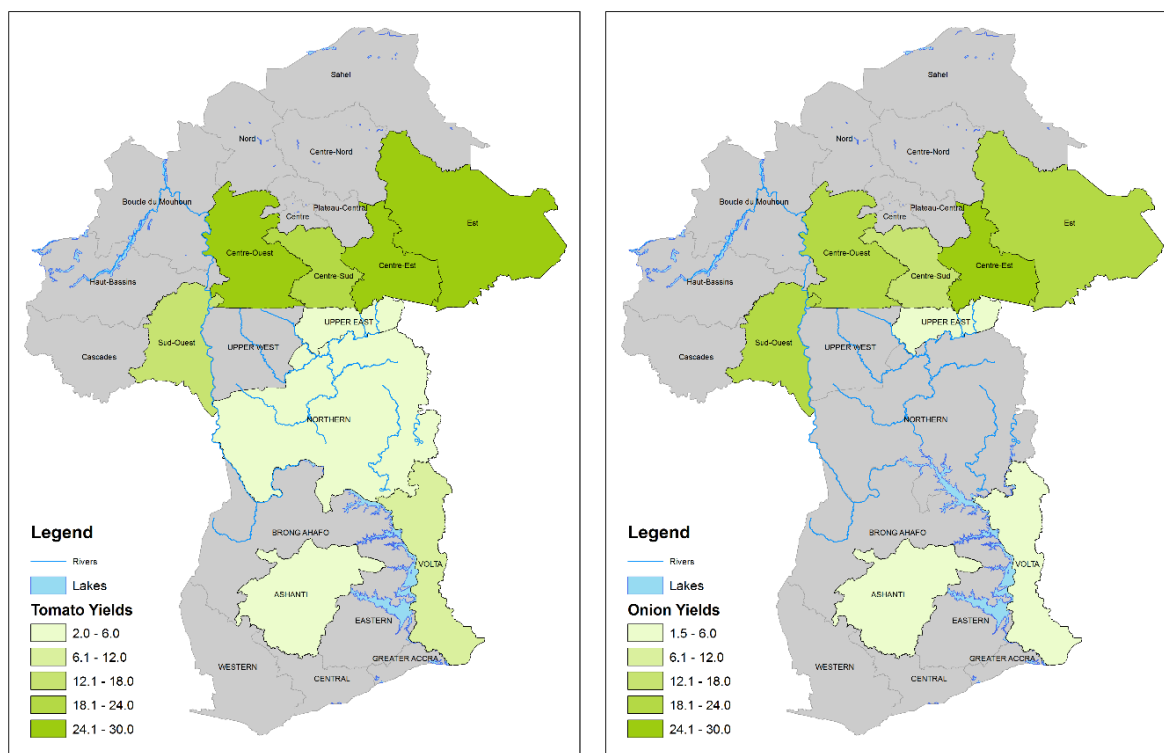 Sahel
Nord
Centre-Nord
Boucle du Mouhoun
Plateau-Central
Centre
Est
Centre-Ouest
Centre-Est
Centre-Sud
Haut-Bassins
UPPER EAST
Sud-Ouest
UPPER WEST
Cascades
NORTHERN
Legend
BRONG AHAFO
Rivers
VOLTA
Lakes
ASHANTI
Tomato Yields
EASTERN
2.0 - 6.0
6.1 - 12.0
GREATER ACCRA
WESTERN
12.1 - 18.0
CENTRAL
18.1 - 24.0
24.1 - 30.0
Sahel
Nord
Centre-Nord
Boucle du Mouhoun
Plateau-Central
Centre
Est
Centre-Ouest
Centre-Est
Centre-Sud
Haut-Bassins
UPPER EAST
Sud-Ouest
UPPER WEST
Cascades
NORTHERN
Legend
BRONG AHAFO
Rivers
VOLTA
Lakes
ASHANTI
Onion Yields
EASTERN
1.5 - 6.0
6.1 - 12.0
GREATER ACCRA
WESTERN
12.1 - 18.0
CENTRAL
18.1 - 24.0
24.1 - 30.0